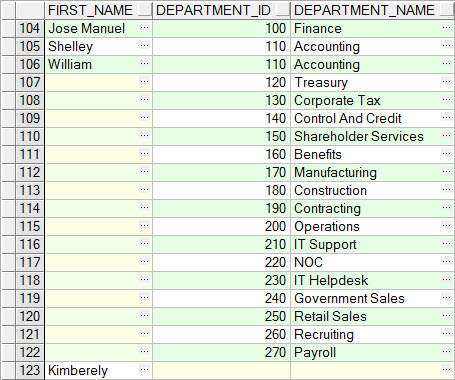 FIRST_NAME DEPARTMENT_ID DEPARTMENT_NAME
104 Jose Manuel ... 100 Finance ...
105 Shelley ... 110 Accounting ...
106 William ... 110 Accounting ...
107 ... 120 Treasury ...
108 ... 130 Corporate Tax ...
109 ... 140 Control And Credit ...
110 ... 150 Shareholder Services ...
111 ... 160 Benefits ...
112 ... 170 Manufacturing ...
113 ... 180 Construction ...
114 ... 190 Contracting ...
115 ... 200 Operations ...
116 ... 210 IT Support ...
117 ... 220 NOC ...
118 ... 230 IT Helpdesk ...
119 ... 240 Government Sales ...
120 ... 250 Retail Sales ...
121 ... 260 Recruiting ...
122 ... 270 Payroll ...
123 Kimberely ... ...